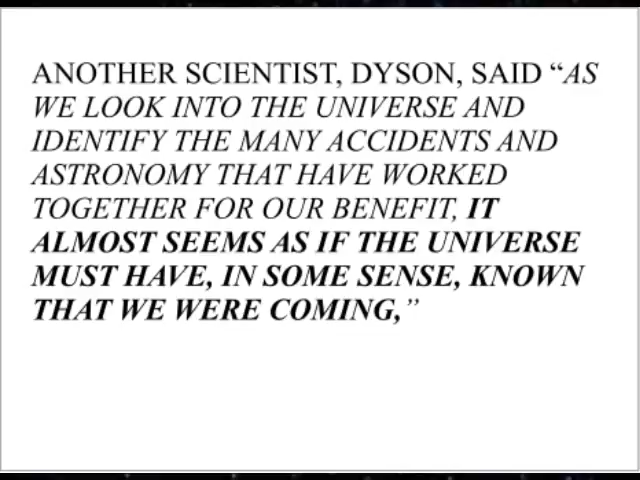 ANOTHER SCIENTIST, DYSON, SAID “AS
WE LOOK INTO THE UNIVERSE AND
IDENTIFY THE MANY ACCIDENTS AND
ASTRONOMY THAT HAVE WORKED
TOGETHER FOR OUR BENEFIT, IT
ALMOST SEEMS AS IF THE UNIVERSE
MUST HAVE, IN SOME SENSE, KNOWN
THAT WE WERE COMING,”